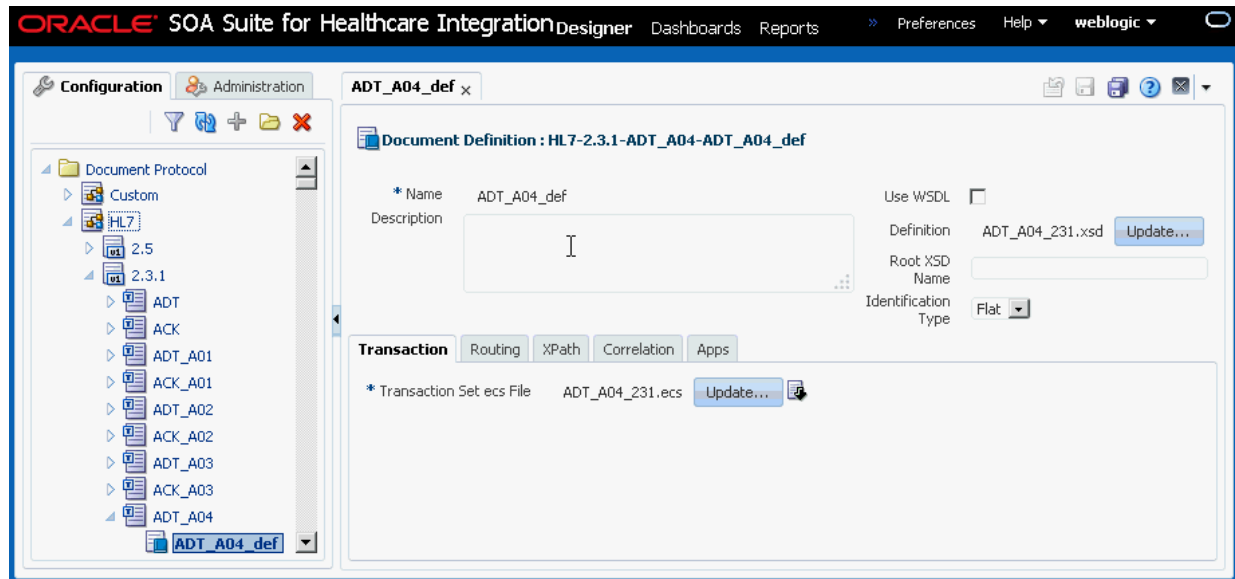 ORACLE SOA Suite for Healthcare Integration Designer Dashboards Reports » Preferences Help weblogic
Configuration Administration
Document Protocol
Custom
HL7
2.5
2.3.1
ADT
ACK
ADT_A01
ACK_A01
ADT_A02
ACK_A02
ADT_A03
ACK_A03
ADT_A04
ADT_A04_def
ADT_A04_def x
Document Definition : HL7-2.3.1-ADT_A04-ADT_A04_def
* Name ADT_A04_def
Description
Use WSDL
Definition ADT_A04_231.xsd Update...
Root XSD
Name
Identification
Type Flat
Transaction Routing XPath Correlation Apps
* Transaction Set ecs File ADT_A04_231.ecs Update...